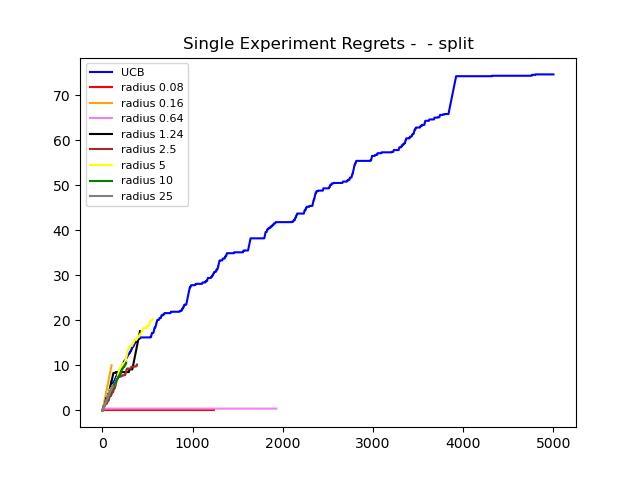 Single Experiment Regrets -  - split
UCB
radius 0.08
radius 0.16
radius 0.64
radius 1.24
radius 2.5
radius 5
radius 10
radius 25
70
60
50
40
30
20
10
0
0 1000 2000 3000 4000 5000